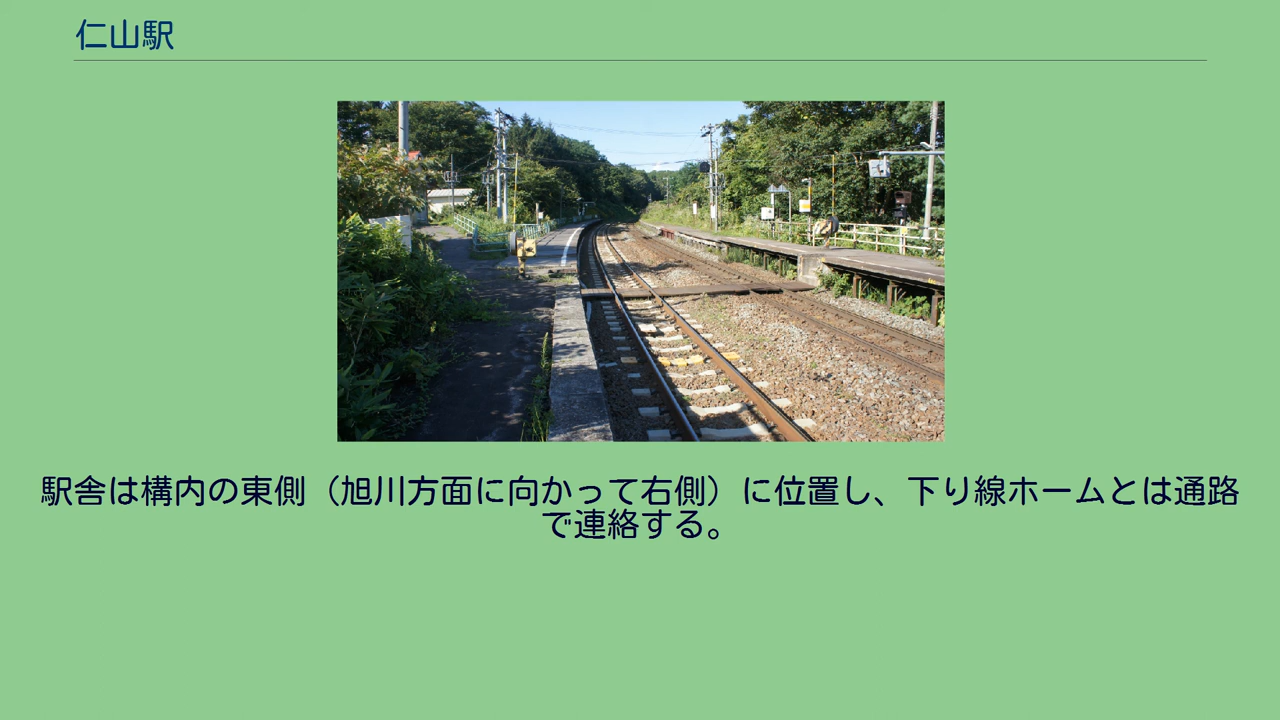 仁山駅
駅舎は構内の東側（旭川方面に向かって右側）に位置し、下り線ホームとは通路
で連絡する。